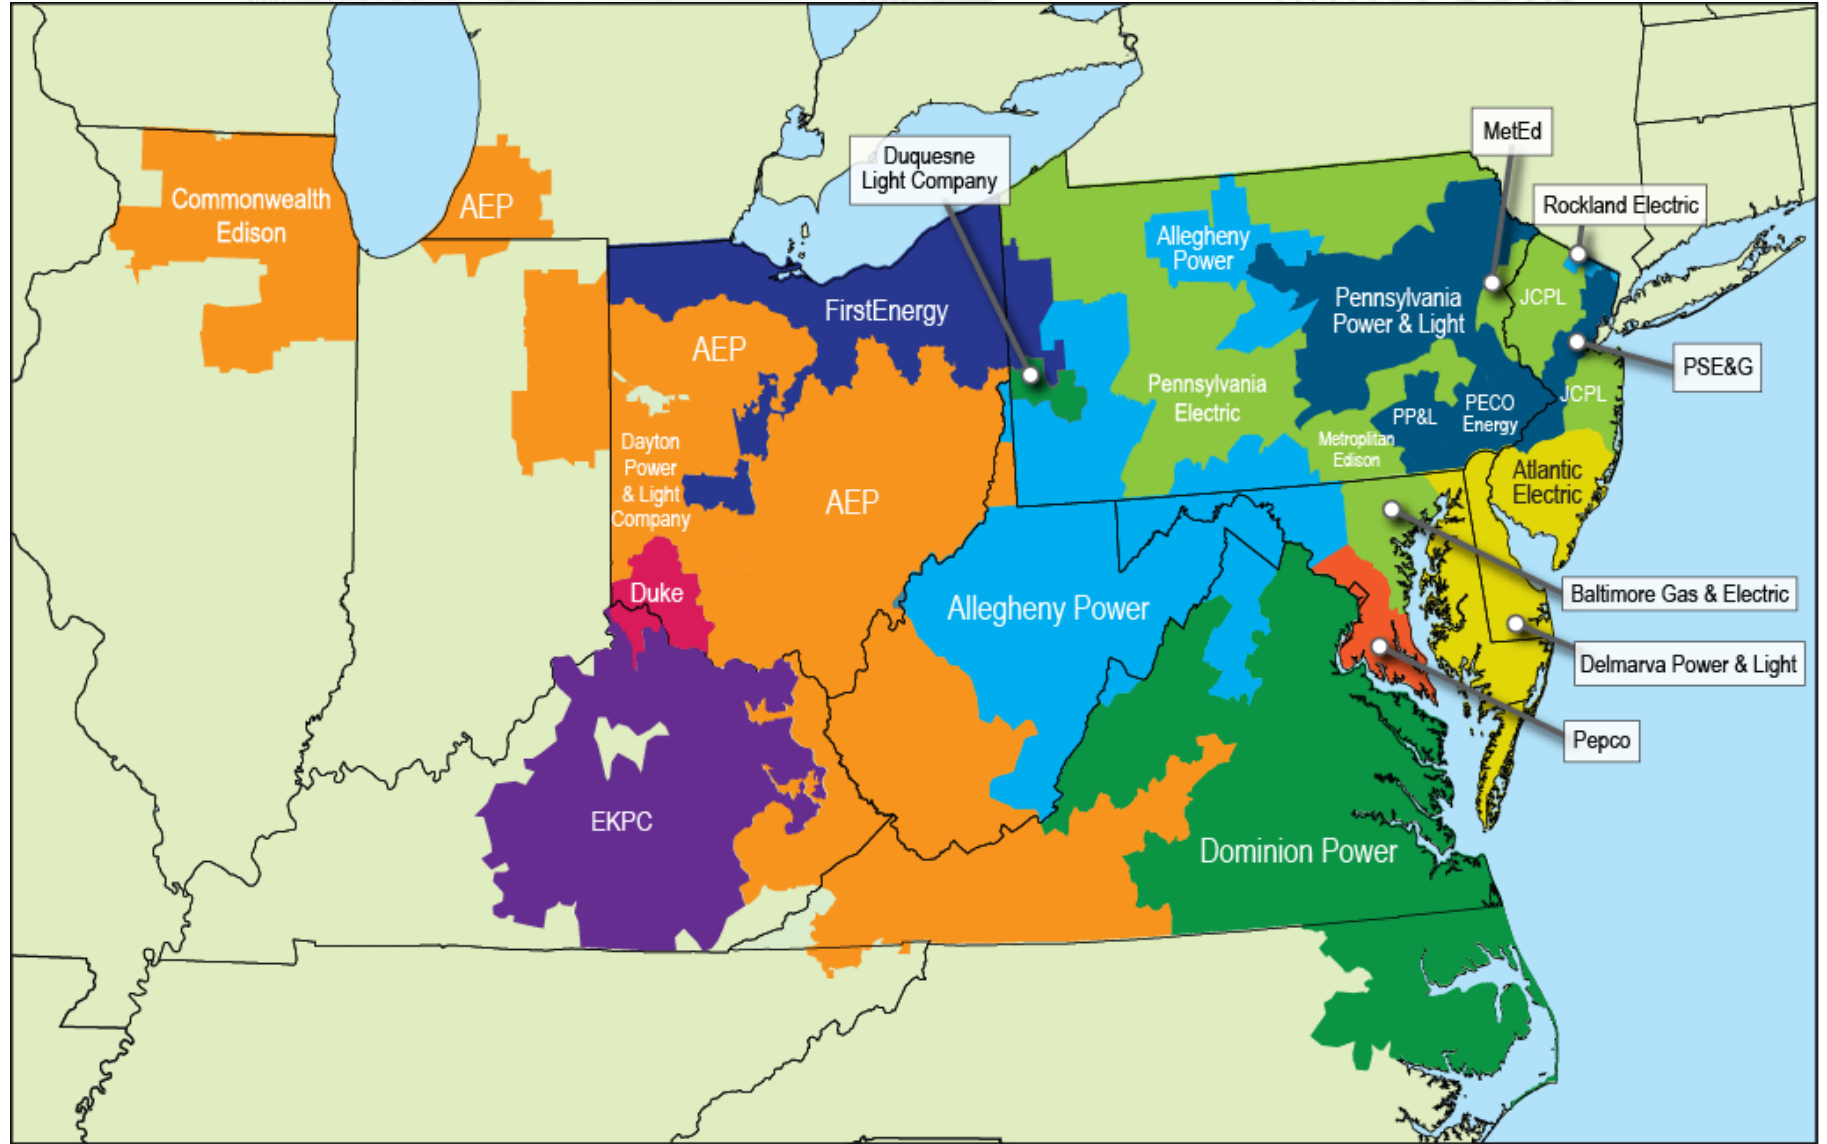 MetEd
Duquesne
Light Company
Rockland Electric
Commonwealth
Edison
AEP
Allegheny
Power
Pennsylvania
Power & Light
JCPL
FirstEnergy
AEP
PSE&G
Pennsylvania
Electric
JCPL
PP&L
PECO
Energy
Metroplitan
Edison
Dayton
Power
& Light
Company
AEP
Atlantic
Electric
Duke
Allegheny Power
Baltimore Gas & Electric
Delmarva Power & Light
Pepco
EKPC
Dominion Power